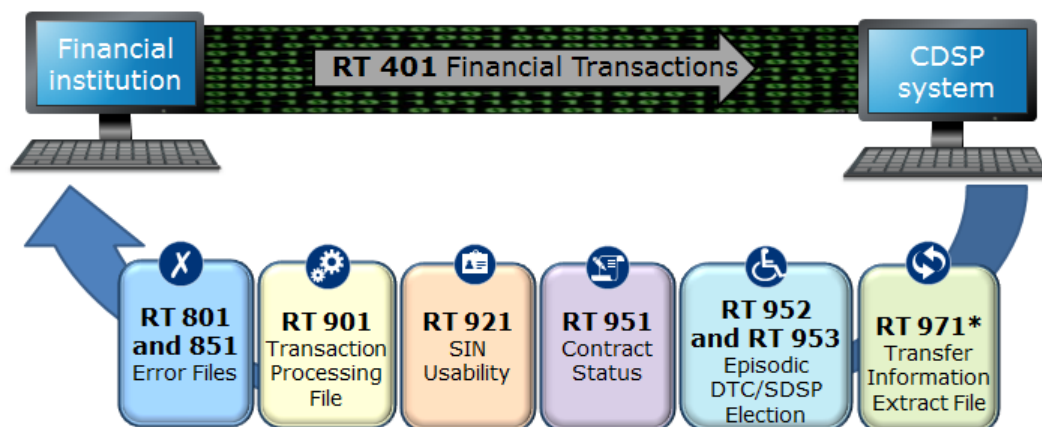 Financial
institution
RT 401 Financial Transactions
CDSP
system
RT 801
and 851
Error Files
RT 901
Transaction
Processing
File
RT 921
SIN
Usability
RT 951
Contract
Status
RT 952
and RT 953
Episodic
DTC/SDSP
Election
RT 971*
Transfer
Information
Extract File